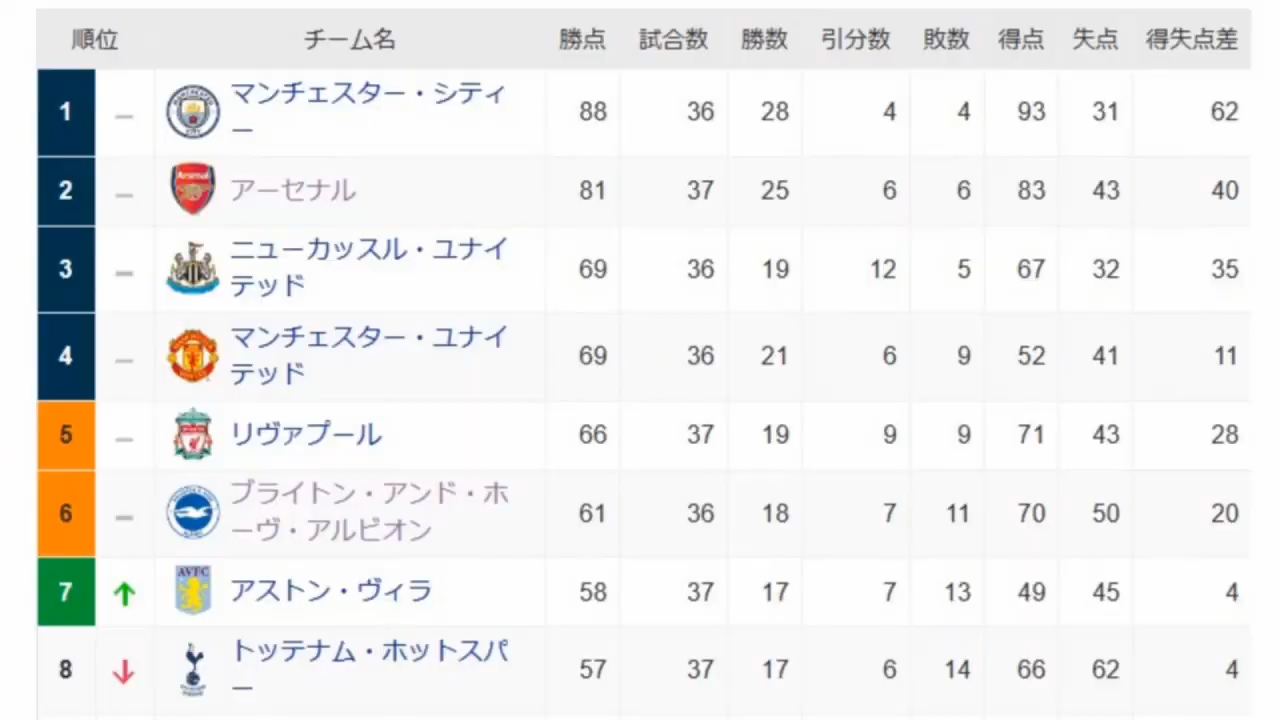 順位 チーム名 勝点 試合数 勝数 引分数 敗数 得点 失点 得失点差
1 マンチェスター・シティ
ー 88 36 28 4 4 93 31 62
2 Arsenal アーセナル 81 37 25 6 6 83 43 40
3 ニューカッスル・ユナイ
テッド 69 36 19 12 5 67 32 35
4 マンチェスター・ユナイ
テッド 69 36 21 6 9 52 41 11
5 リヴァプール 66 37 19 9 9 71 43 28
6 ブライトン・アンド・ホ
ーヴ・アルビオン 61 36 18 7 11 70 50 20
7 AVFC アストン・ヴィラ 58 37 17 7 13 49 45 4
8 トッテナム・ホットスパ
ー 57 37 17 6 14 66 62 4